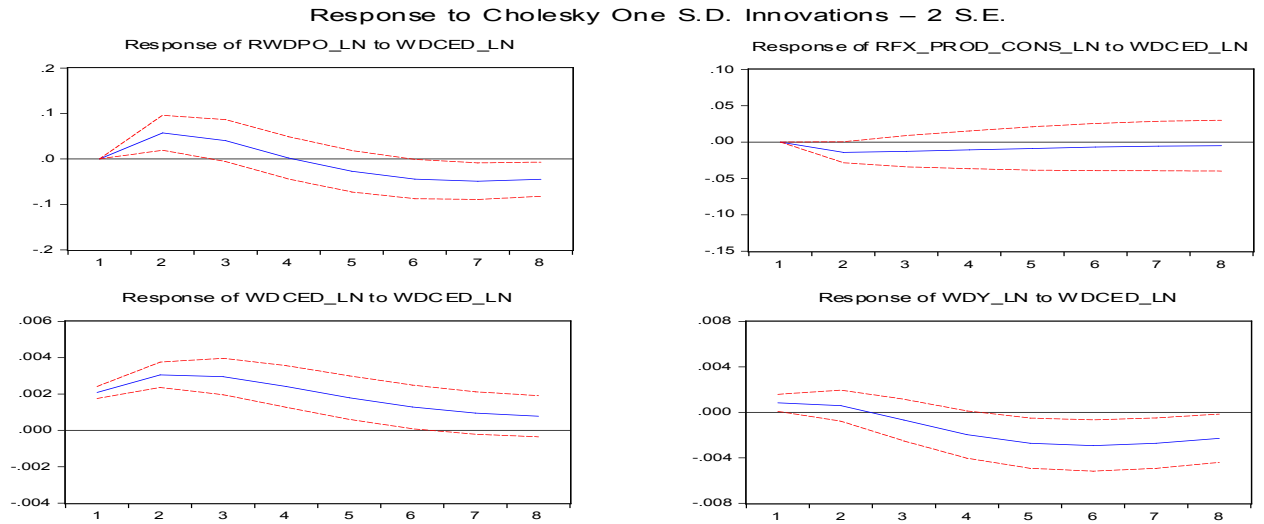 Response to Cholesky One S.D. Innovations – 2 S.E.
Response of RWDPO_LN to WDCED_LN
.2
.1
.0
-.1
-.2
1 2 3 4 5 6 7 8
Response of RFX_PROD_CONS_LN to WDCED_LN
.10
.05
.00
-.05
-.10
-.15
1 2 3 4 5 6 7 8
Response of WDCED_LN to WDCED_LN
.006
.004
.002
.000
-.002
-.004
1 2 3 4 5 6 7 8
Response of WDY_LN to WDCED_LN
.008
.004
.000
-.004
-.008
1 2 3 4 5 6 7 8